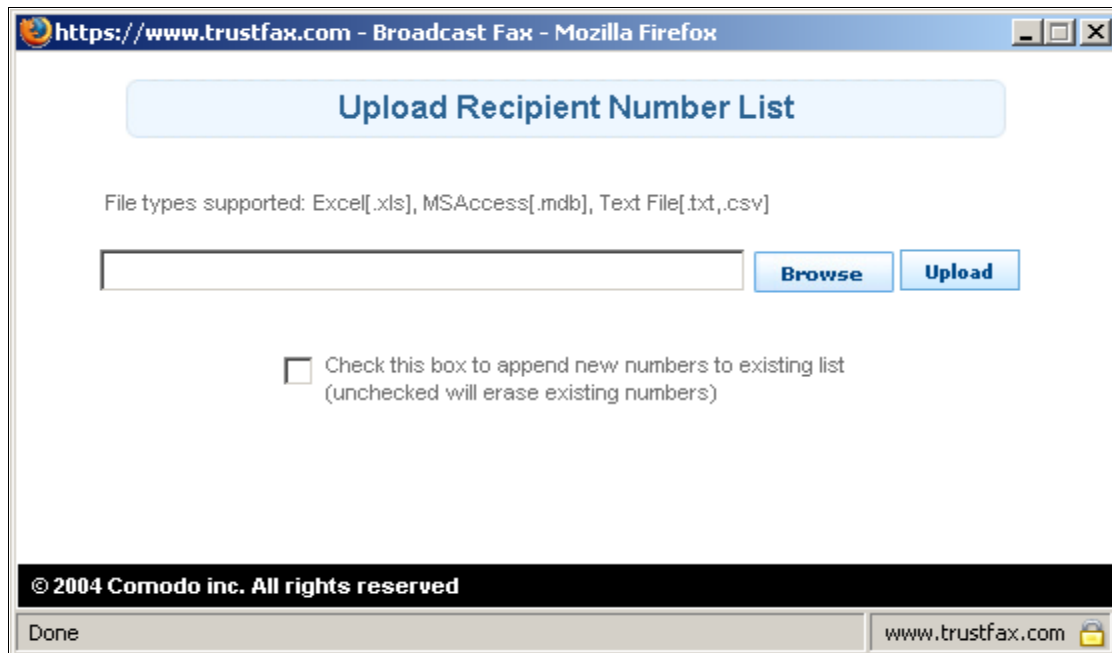 https://www.trustfax.com - Broadcast Fax - Mozilla Firefox
Upload Recipient Number List
File types supported: Excel[.xls], MSAccess[.mdb], Text File[.txt,.csv]
Browse Upload
Check this box to append new numbers to existing list
(unchecked will erase existing numbers)
© 2004 Comodo inc. All rights reserved
Done www.trustfax.com